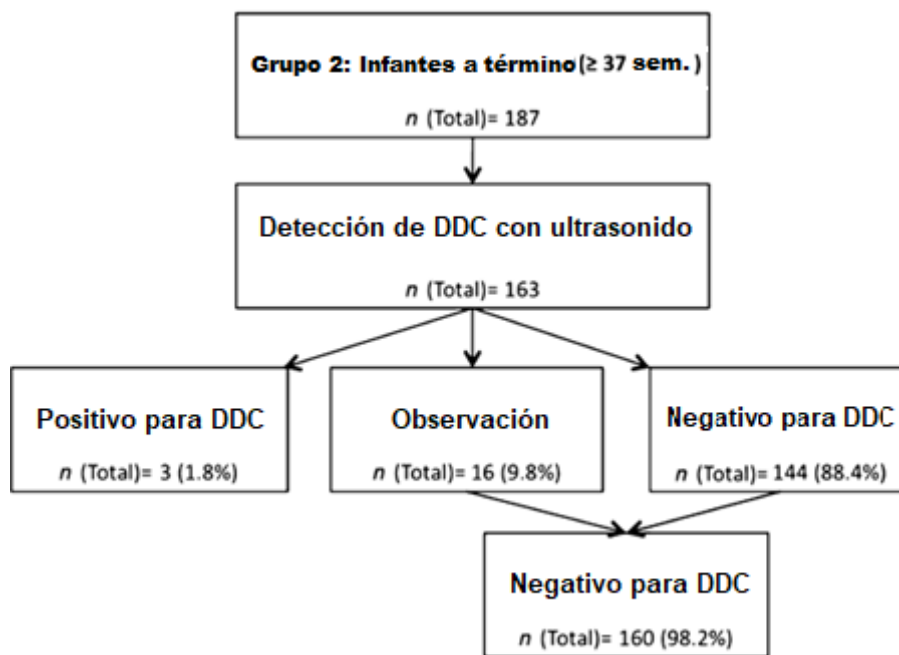 Grupo 2: Infantes a término (≥ 37 sem.)
n (Total)= 187
Detección de DDC con ultrasonido
n (Total)= 163
Positivo para DDC
n (Total)= 3 (1.8%)
Observación
n (Total)= 16 (9.8%)
Negativo para DDC
n (Total)= 144 (88.4%)
Negativo para DDC
n (Total)= 160 (98.2%)